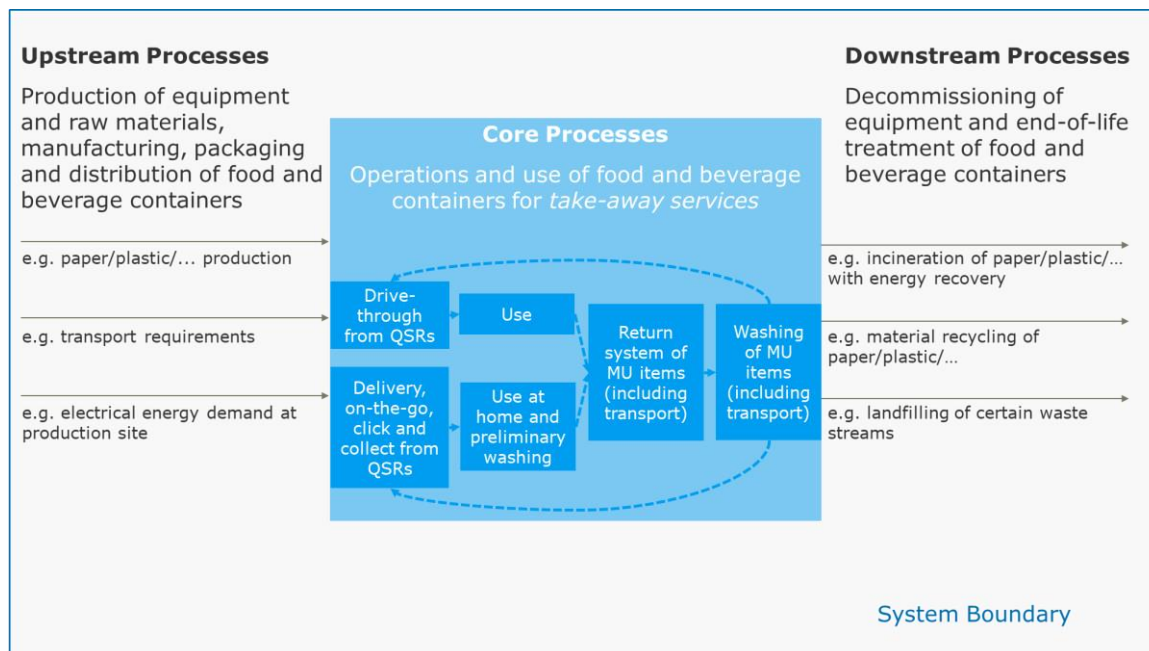 Upstream Processes
Production of equipment
and raw materials,
manufacturing, packaging
and distribution of food and
beverage containers
e.g. paper/plastic/... production
e.g. transport requirements
e.g. electrical energy demand at
production site
Core Processes
Operations and use of food and beverage
containers for take-away services
Drive-
through
from QSRs
Use
Delivery,
on-the-go,
click and
collect from
QSRs
Use at
home and
preliminary
washing
Return
system of
MU items
(including
transport)
Washing
of MU
items
(including
transport)
Downstream Processes
Decommissioning of
equipment and end-of-life
treatment of food and
beverage containers
e.g. incineration of paper/plastic/...
with energy recovery
e.g. material recycling of
paper/plastic/...
e.g. landfilling of certain waste
streams
System Boundary